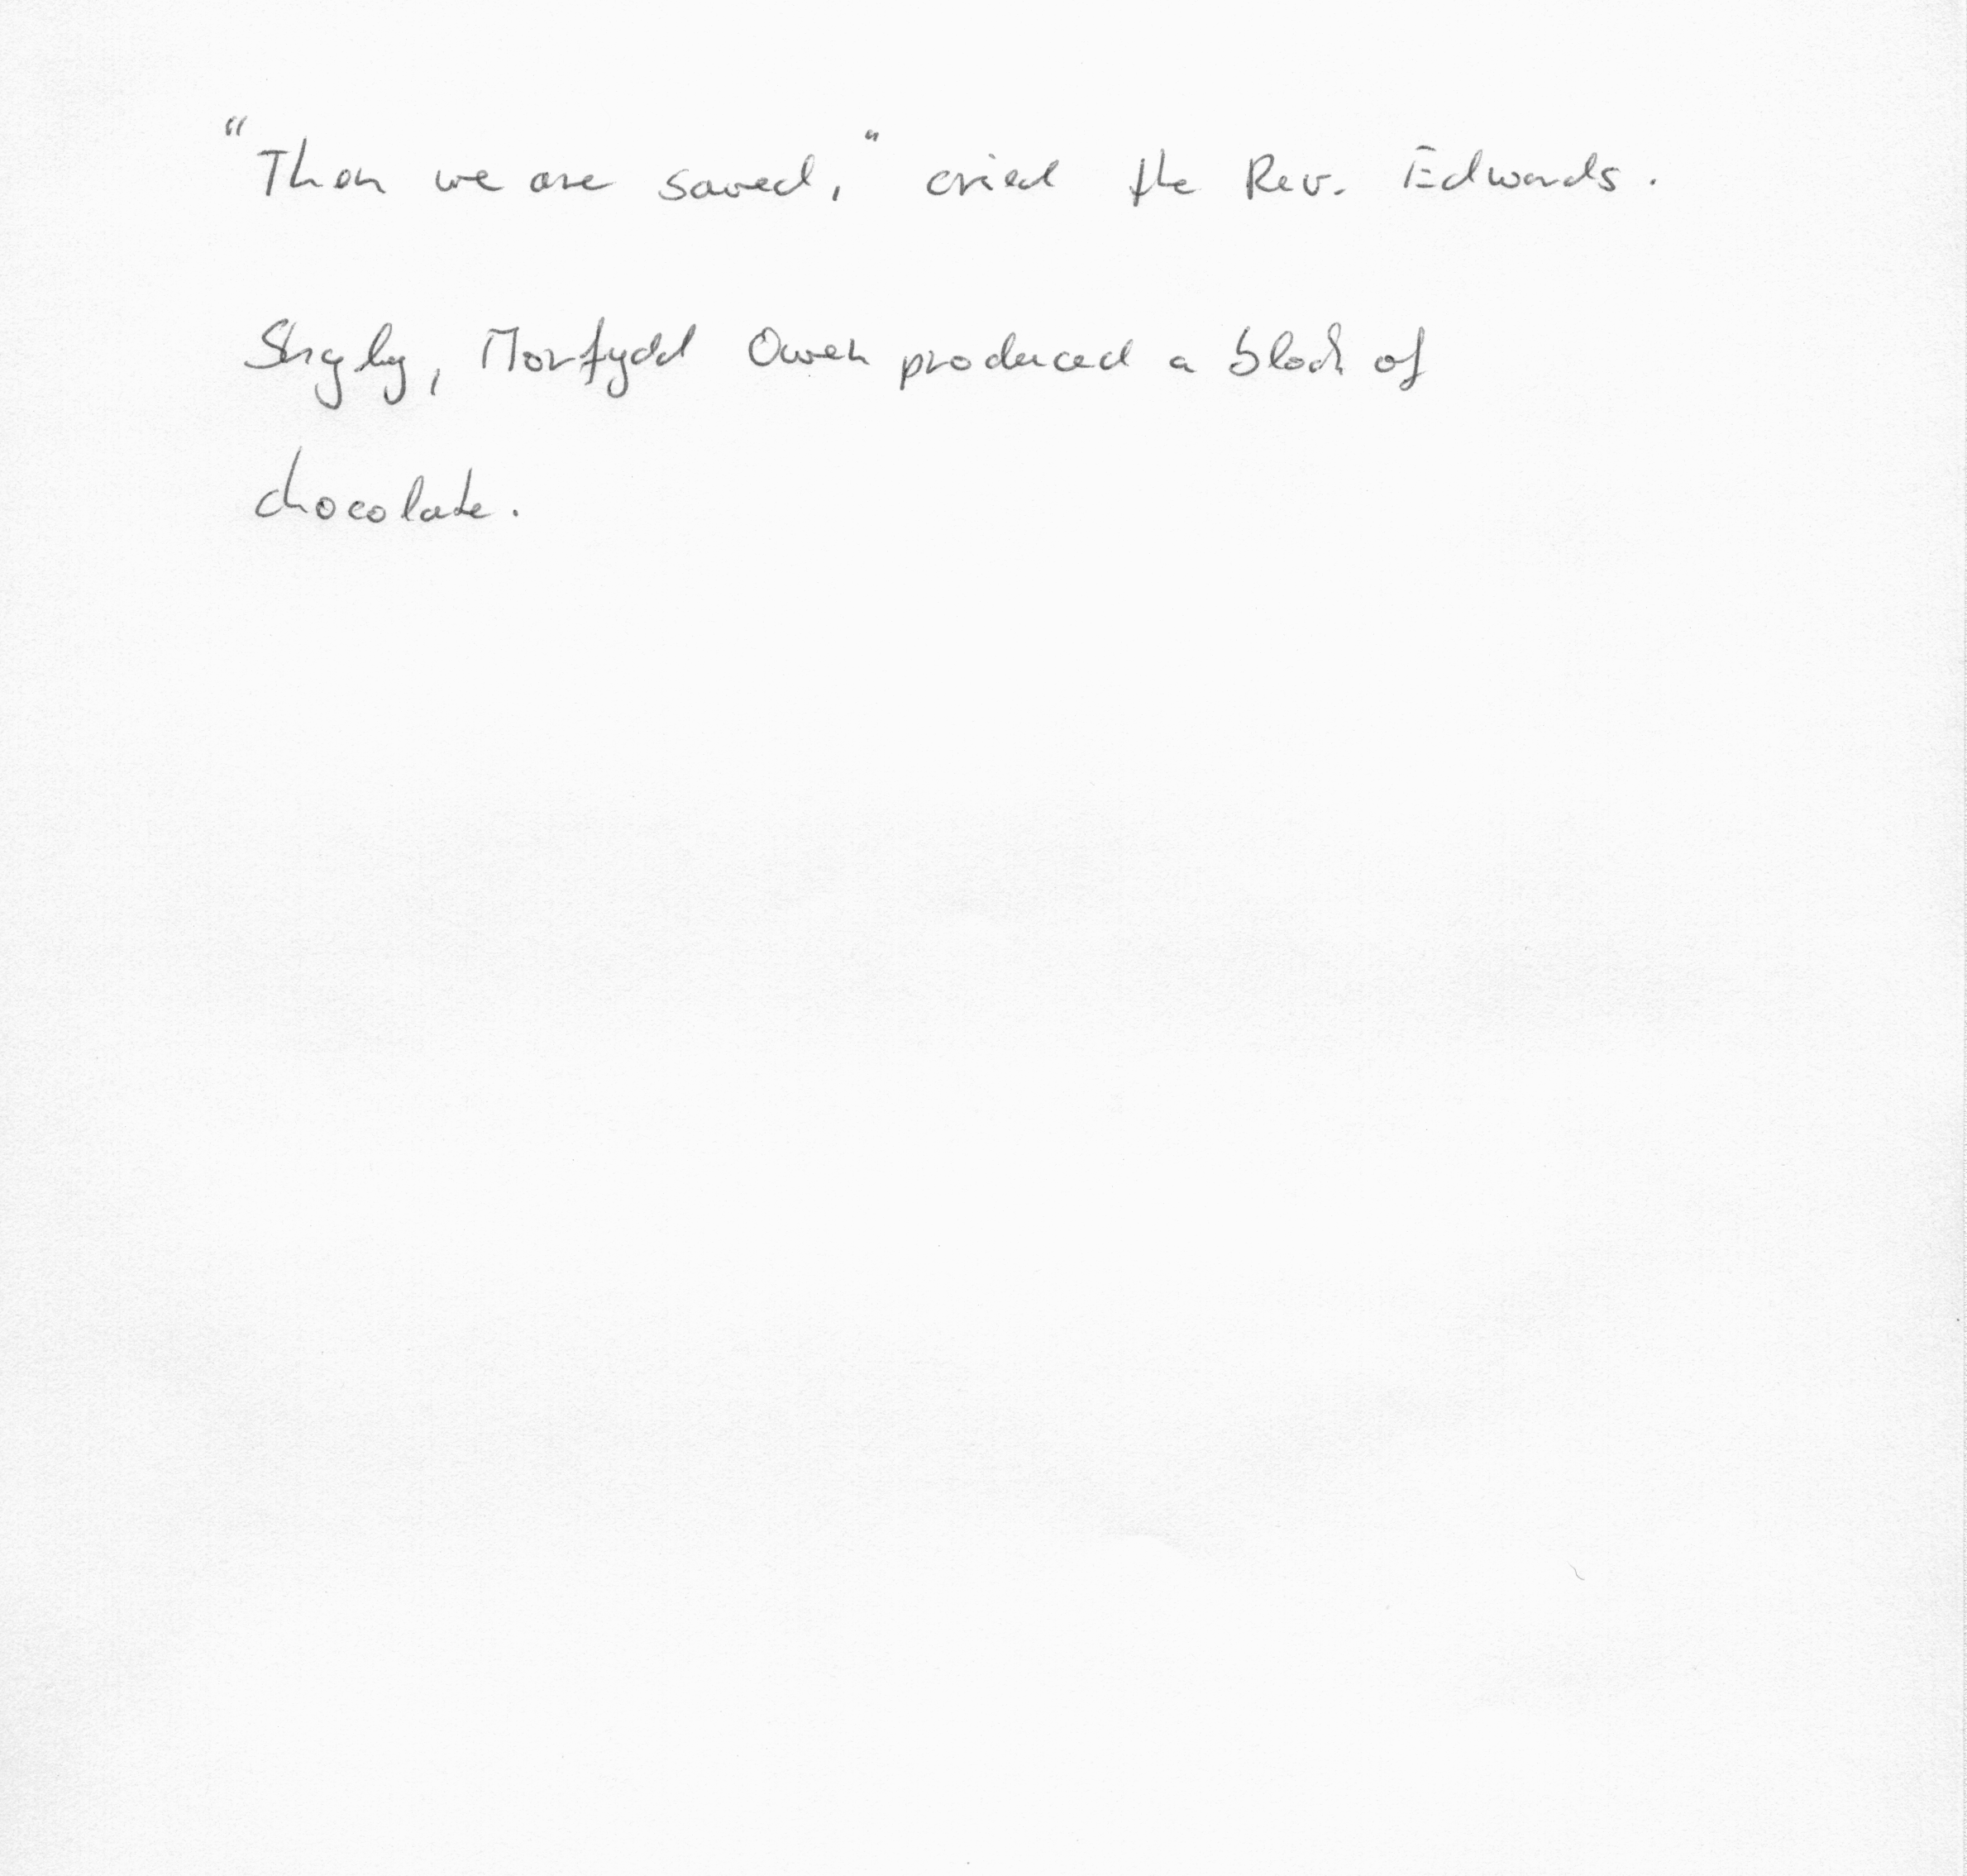 "Then we are saved," cried the Rev. Edwards.
Shyly, Morfydd Owen produced a block of
chocolate.